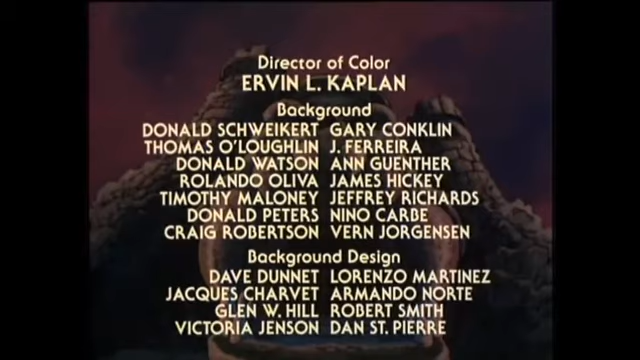 Director of Color
ERVIN L. KAPLAN
Background
DONALD SCHWEIKERT GARY CONKLIN
THOMAS O'LOUGHLIN J. FERREIRA
DONALD WATSON ANN GUENTHER
ROLANDO OLIVA JAMES HICKEY
TIMOTHY MALONEY JEFFREY RICHARDS
DONALD PETERS NINO CARBE
CRAIG ROBERTSON VERN JORGENSEN
Background Design
DAVE DUNNET LORENZO MARTINEZ
JACQUES CHARVET ARMANDO NORTE
GLEN W. HILL ROBERT SMITH
VICTORIA JENSON DAN ST. PIERRE